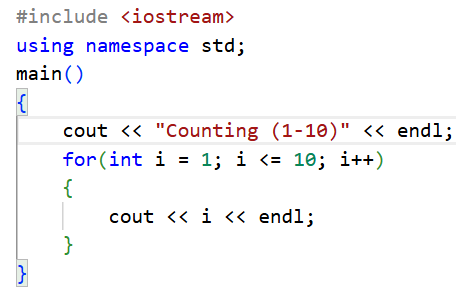 #include <iostream>
using namespace std;
main()
{
    cout << "Counting (1-10)" << endl;
    for(int i = 1; i <= 10; i++)
    {
        cout << i << endl;
    }
}